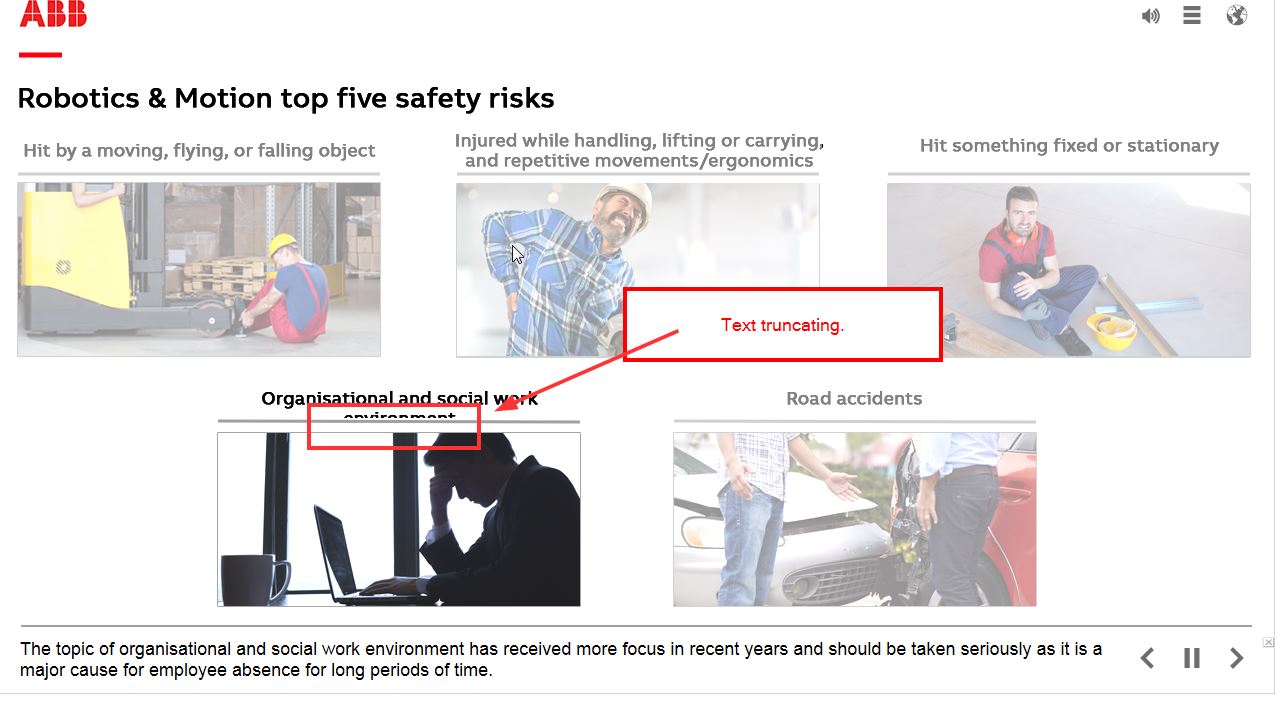 ABB
Robotics & Motion top five safety risks
Hit by a moving, flying, or falling object
Injured while handling, lifting or carrying,
and repetitive movements/ergonomics
Hit something fixed or stationary
Text truncating.
Organisational and social work
environment
Road accidents
The topic of organisational and social work environment has received more focus in recent years and should be taken seriously as it is a
major cause for employee absence for long periods of time.